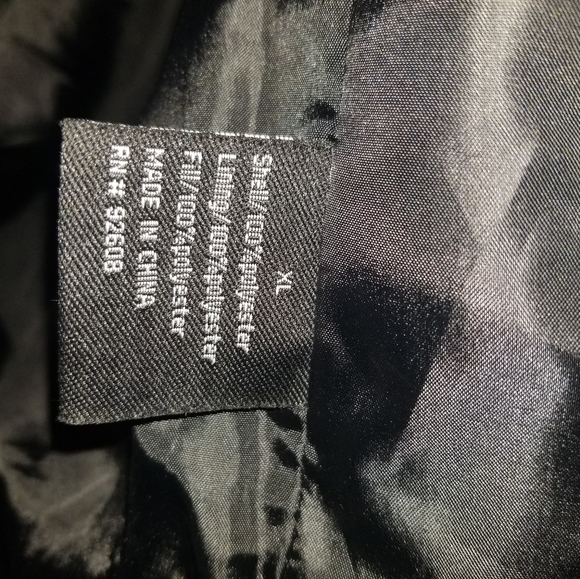 XL
Shell/100%polyester
Lining/100%polyester
Fill/100%polyester
MADE IN CHINA
RN# 92608